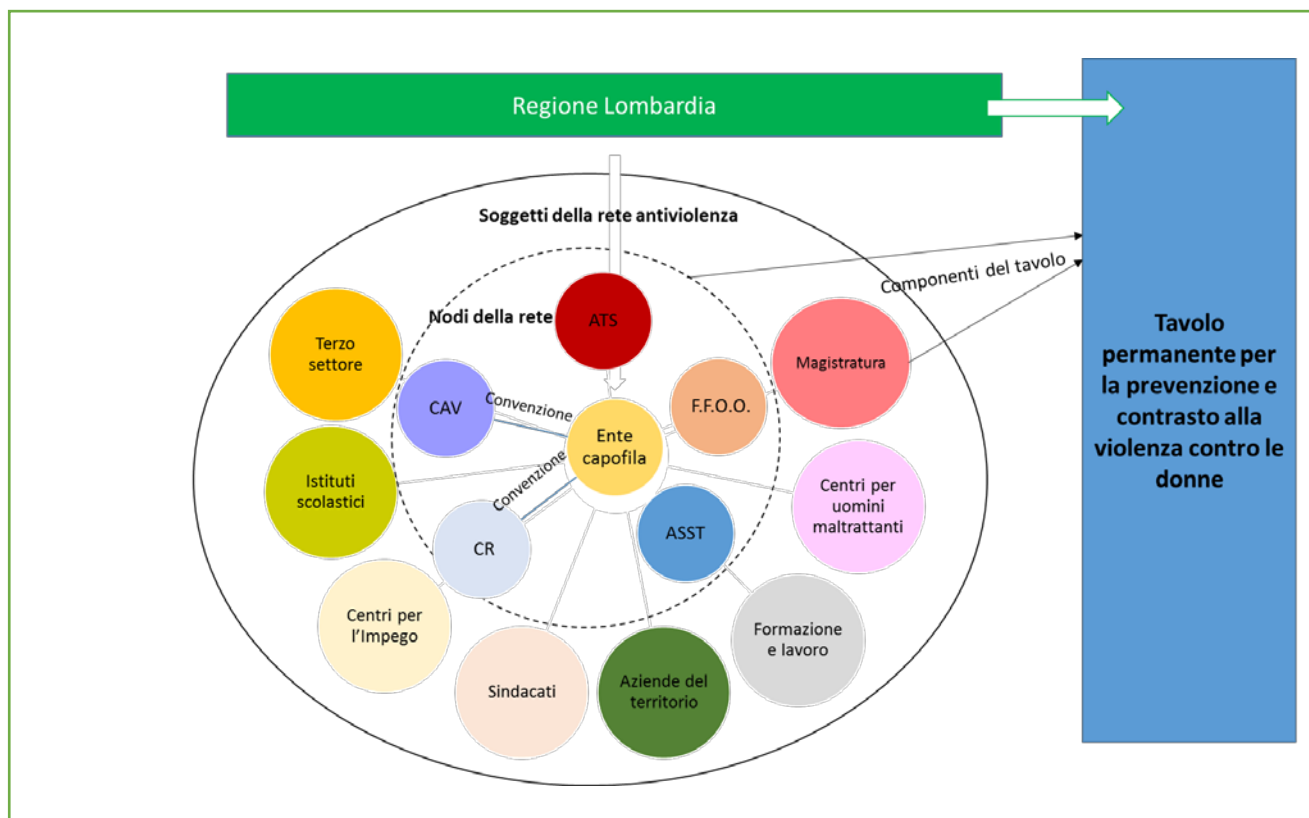 Regione Lombardia
Soggetti della rete antiviolenza
Componenti del tavolo
Nodi della rete
ATS
Terzo
settore
Magistratura
CAV
Convenzione
F.F.O.O.
Ente
capofila
Istituti
scolastici
Convenzione
Centri per
uomini
maltrattanti
CR
ASST
Centri per
l’Impego
Formazione
e lavoro
Sindacati
Aziende del
territorio
Tavolo
permanente per
la prevenzione e
contrasto alla
violenza contro le
donne